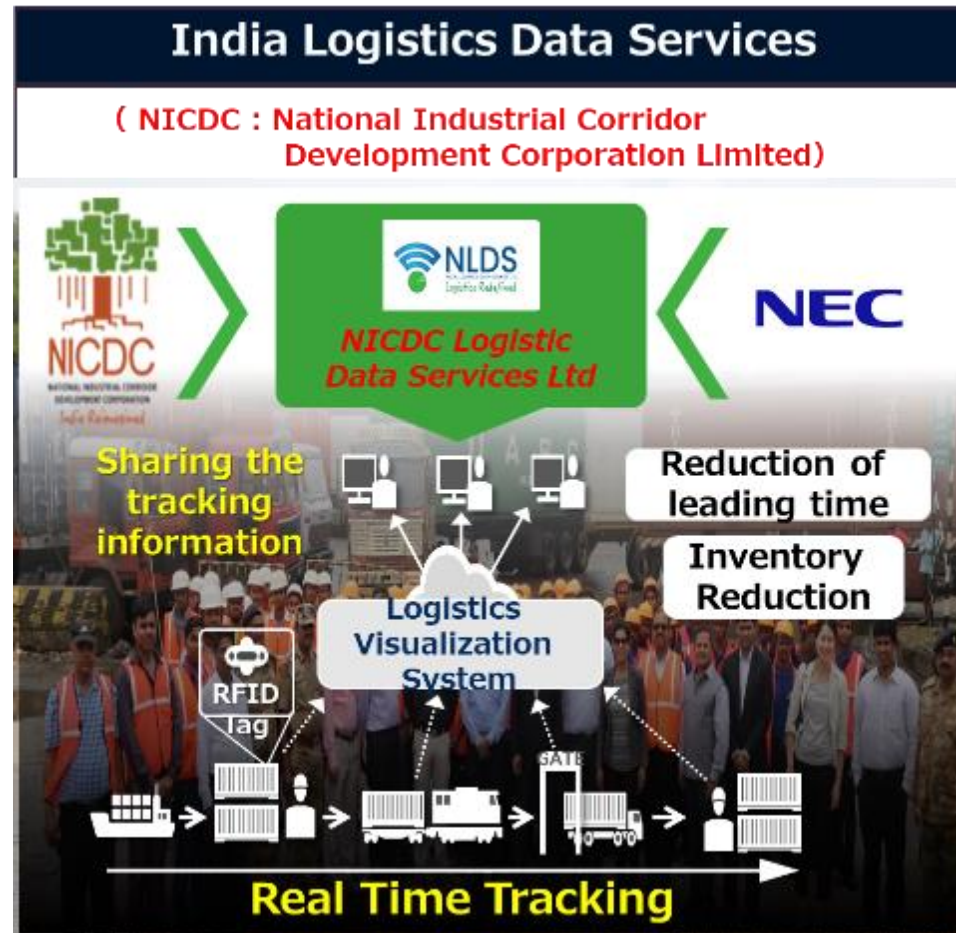 India Logistics Data Services
( NICDC : National Industrial Corridor
Development Corporation Limited)
NLDS
Logistics Redefined
NICDC Logistic
Data Services Ltd
NICDC
NATIONAL INDUSTRIAL CORRIDOR
DEVELOPMENT CORPORATION
India Reimagined
NEC
Sharing the
tracking
information
Reduction of
leading time
Inventory
Reduction
Logistics
Visualization
System
RFID
Tag
GATE
Real Time Tracking